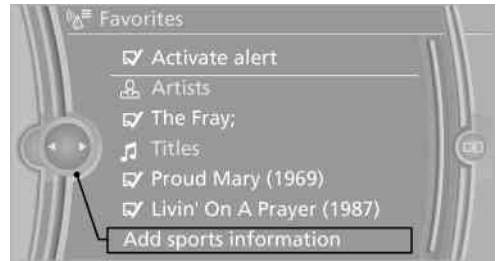 Favorites
Activate alert
Artists
The Fray;
Titles
Proud Mary (1969)
Livin' On A Prayer (1987)
Add sports information